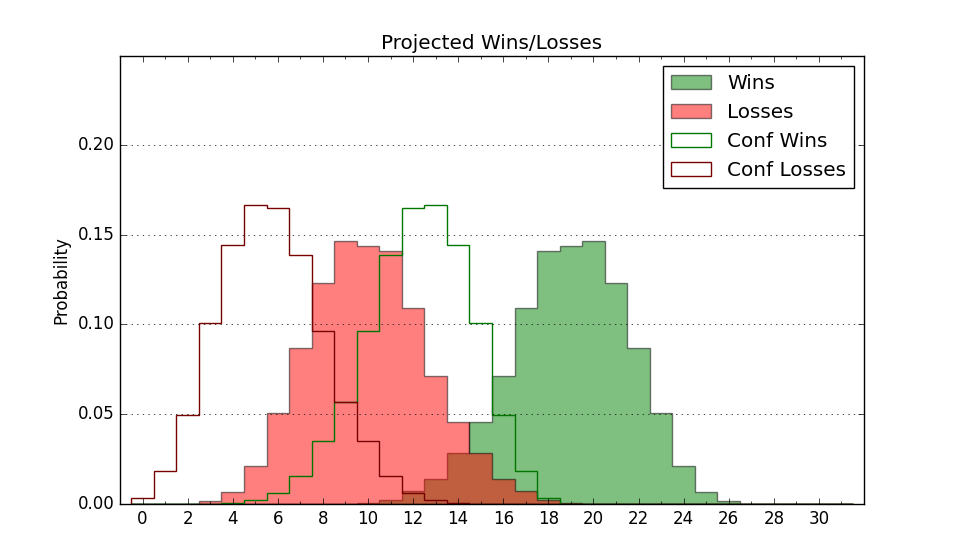 Projected Wins/Losses
Wins
Losses
Conf Wins
Conf Losses
Probability
0.20
0.15
0.10
0.05
0.00
0 2 4 6 8 10 12 14 16 18 20 22 24 26 28 30